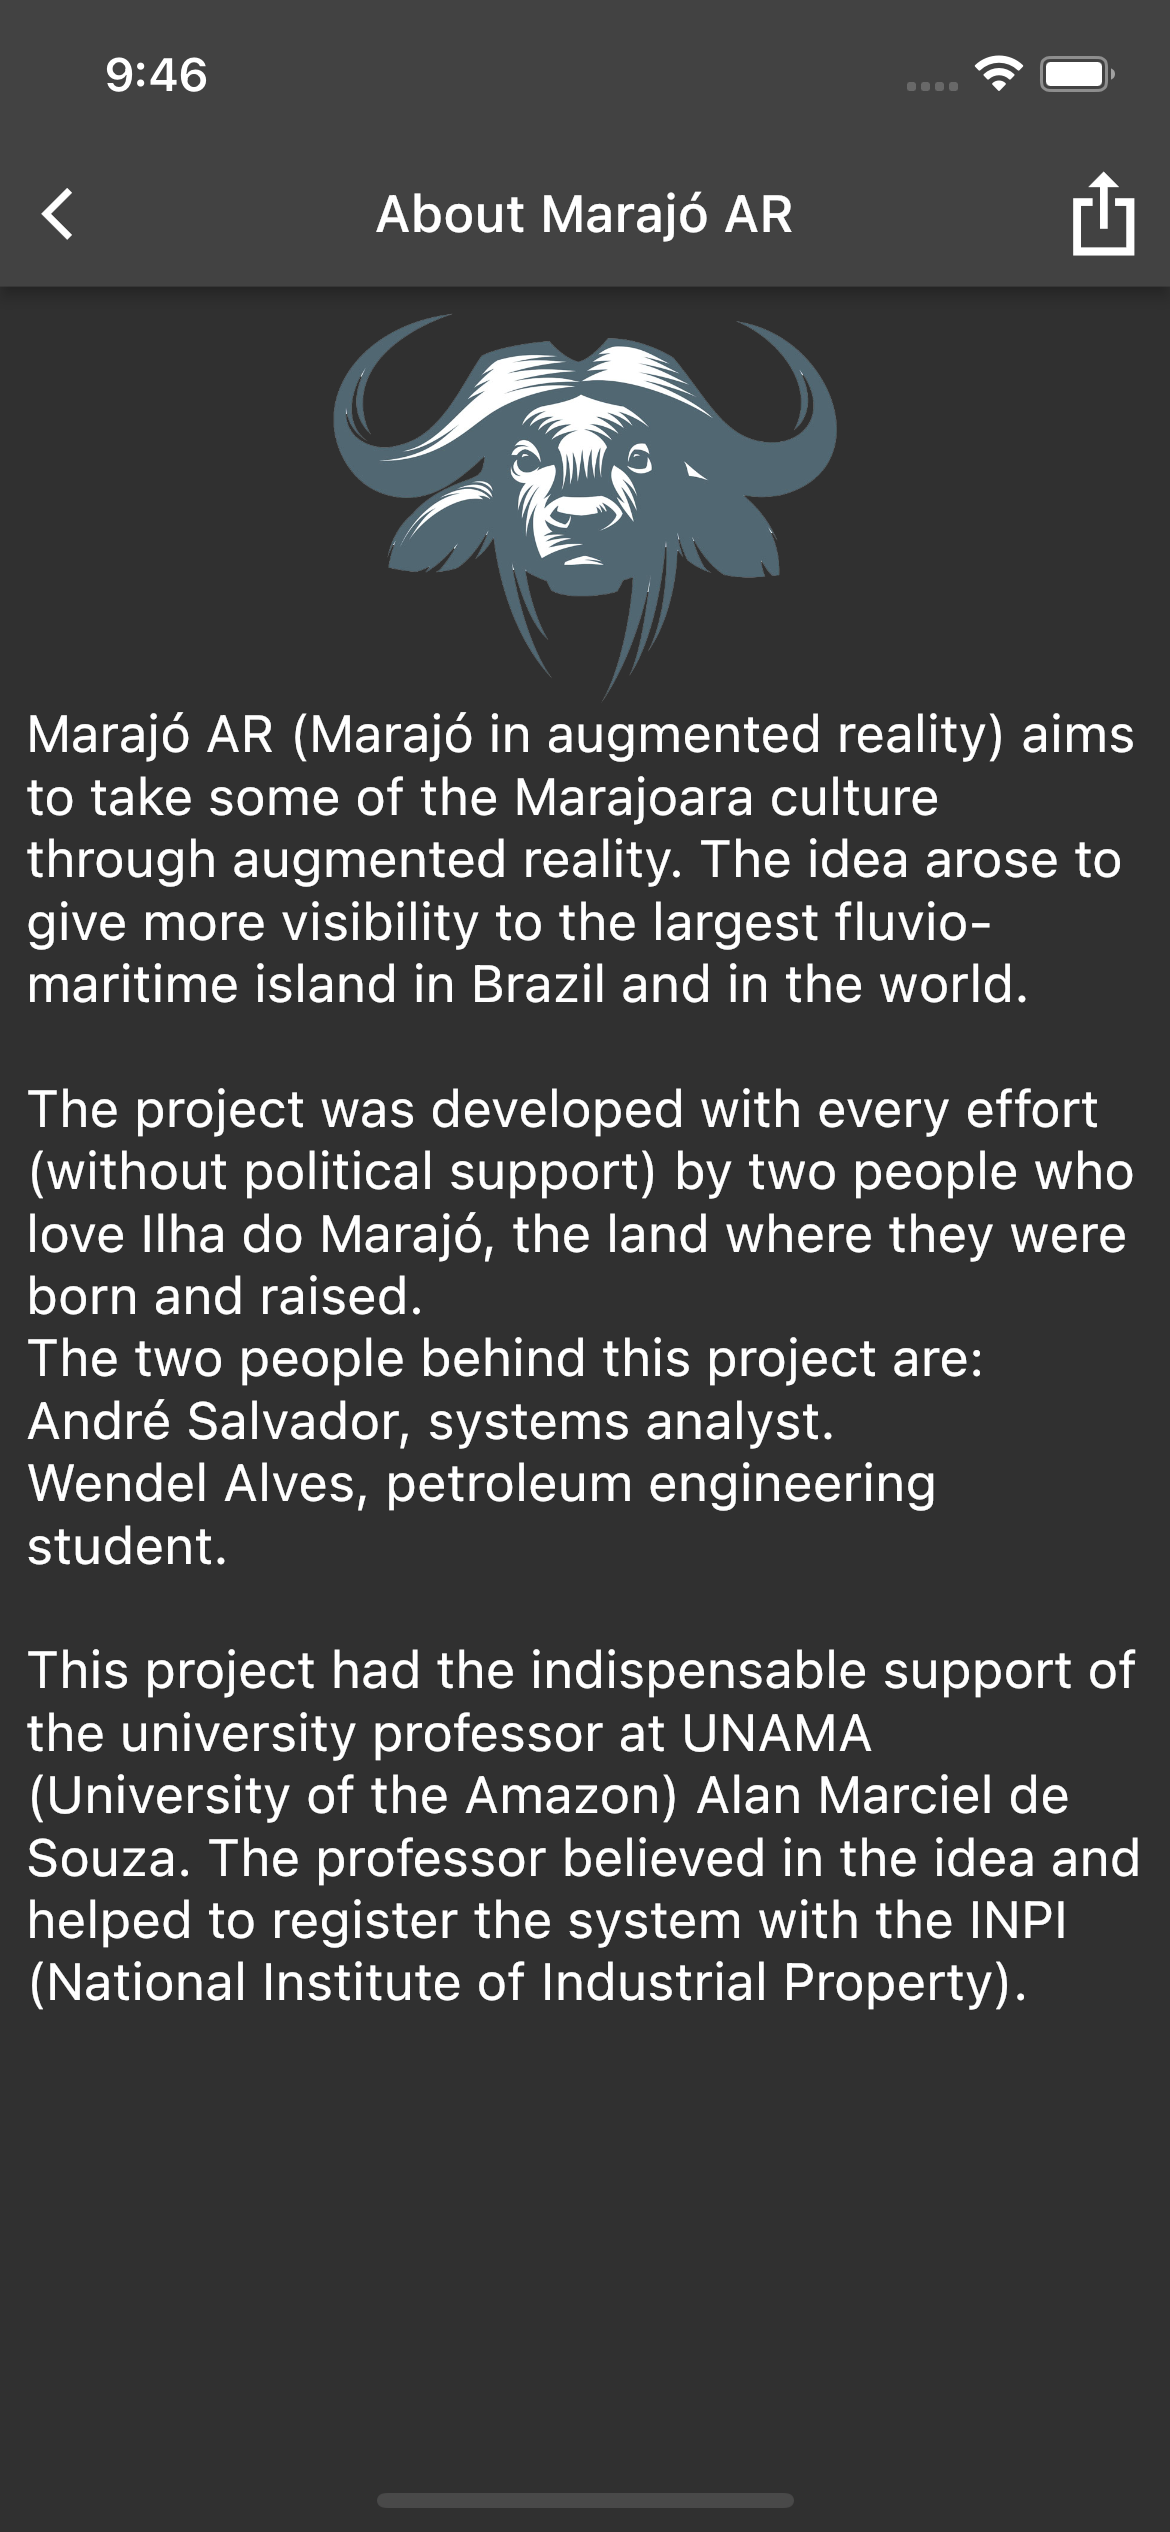 9:46
About Marajó AR
Marajó AR (Marajó in augmented reality) aims
to take some of the Marajoara culture
through augmented reality. The idea arose to
give more visibility to the largest fluvio-
maritime island in Brazil and in the world.
The project was developed with every effort
(without political support) by two people who
love Ilha do Marajó, the land where they were
born and raised.
The two people behind this project are:
André Salvador, systems analyst.
Wendel Alves, petroleum engineering
student.
This project had the indispensable support of
the university professor at UNAMA
(University of the Amazon) Alan Marciel de
Souza. The professor believed in the idea and
helped to register the system with the INPI
(National Institute of Industrial Property).